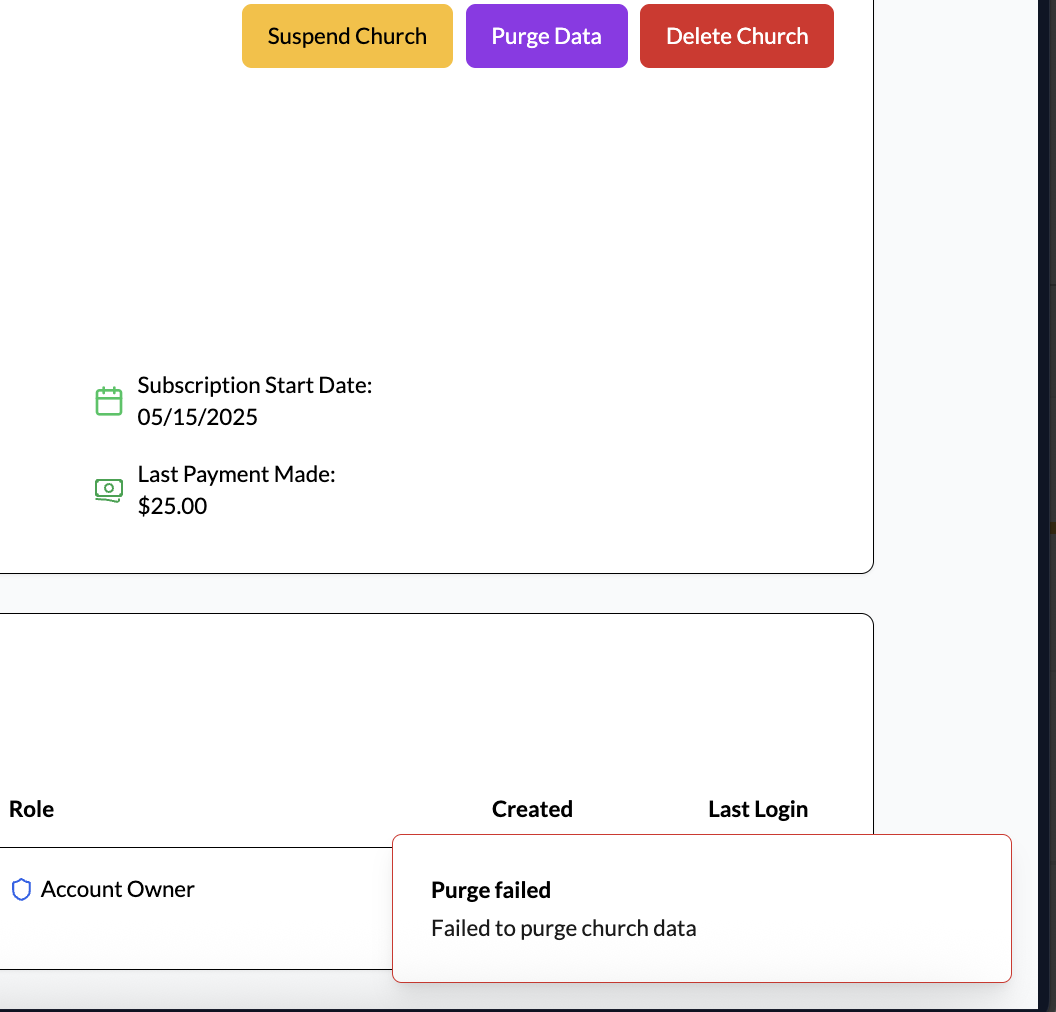 Suspend Church
Purge Data
Delete Church
Subscription Start Date:
05/15/2025
Last Payment Made:
$25.00
Role
Created
Last Login
Account Owner
Purge failed
Failed to purge church data